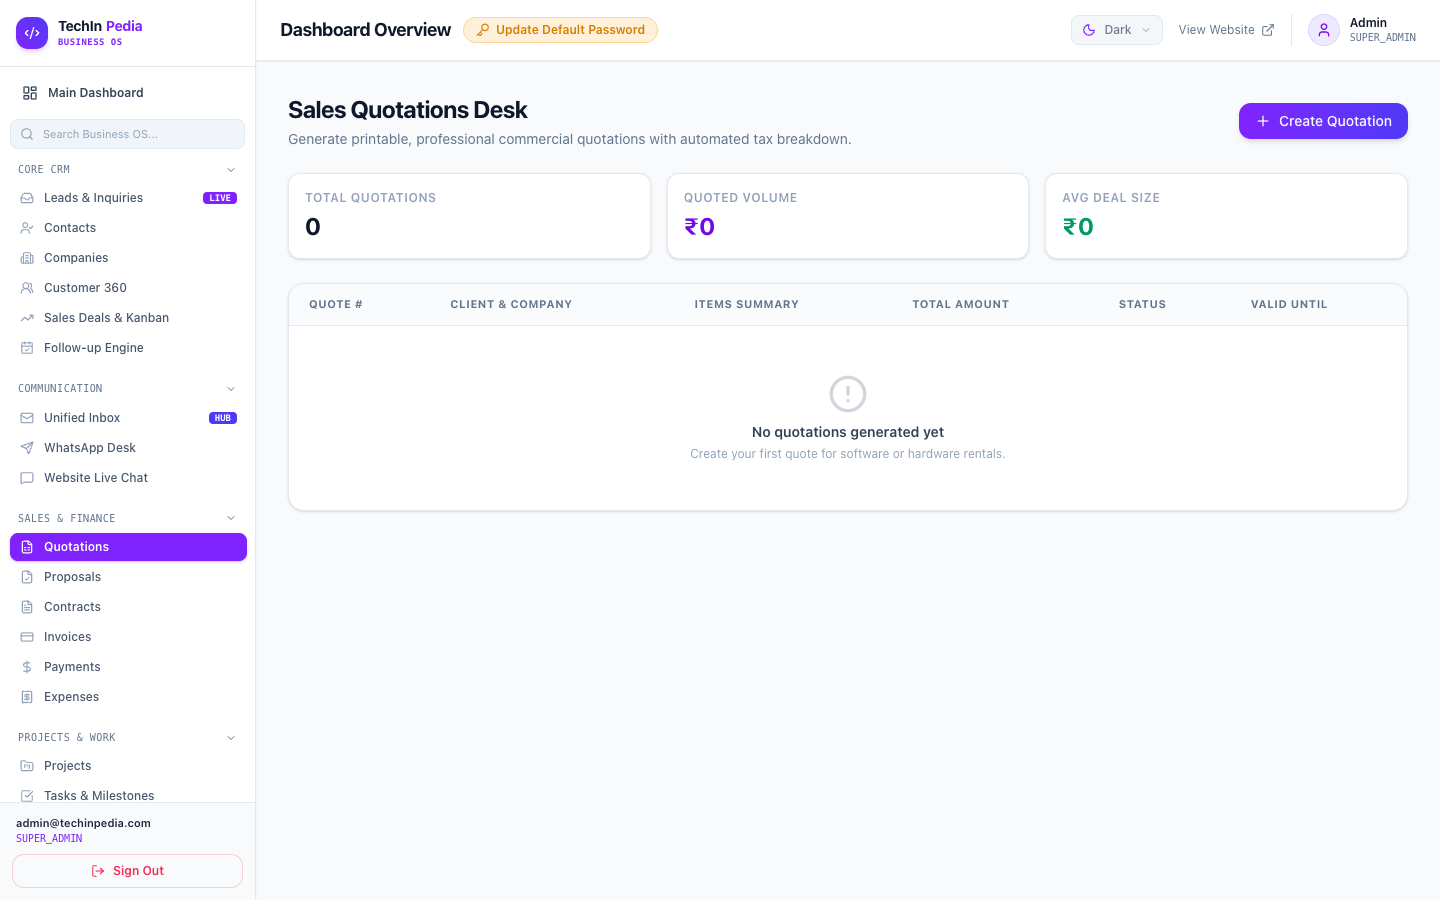 TechIn Pedia
BUSINESS OS
Main Dashboard
Search Business OS...
CORE CRM
Leads & Inquiries LIVE
Contacts
Companies
Customer 360
Sales Deals & Kanban
Follow-up Engine
COMMUNICATION
Unified Inbox HUB
WhatsApp Desk
Website Live Chat
SALES & FINANCE
Quotations
Proposals
Contracts
Invoices
Payments
Expenses
PROJECTS & WORK
Projects
Tasks & Milestones
admin@techinpedia.com
SUPER_ADMIN
Sign Out
Dashboard Overview
Update Default Password
Dark
View Website
Admin
SUPER_ADMIN
Sales Quotations Desk
Generate printable, professional commercial quotations with automated tax breakdown.
Create Quotation
TOTAL QUOTATIONS
0
QUOTED VOLUME
₹0
AVG DEAL SIZE
₹0
QUOTE # CLIENT & COMPANY ITEMS SUMMARY TOTAL AMOUNT STATUS VALID UNTIL
No quotations generated yet
Create your first quote for software or hardware rentals.